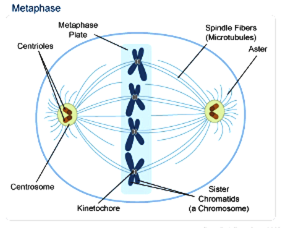 Metaphase
Metaphase
Plate
Spindle Fibers
(Microtubules)
Centrioles
Aster
Centrosome
Kinetochore
Sister
Chromatids
(a Chromosome)